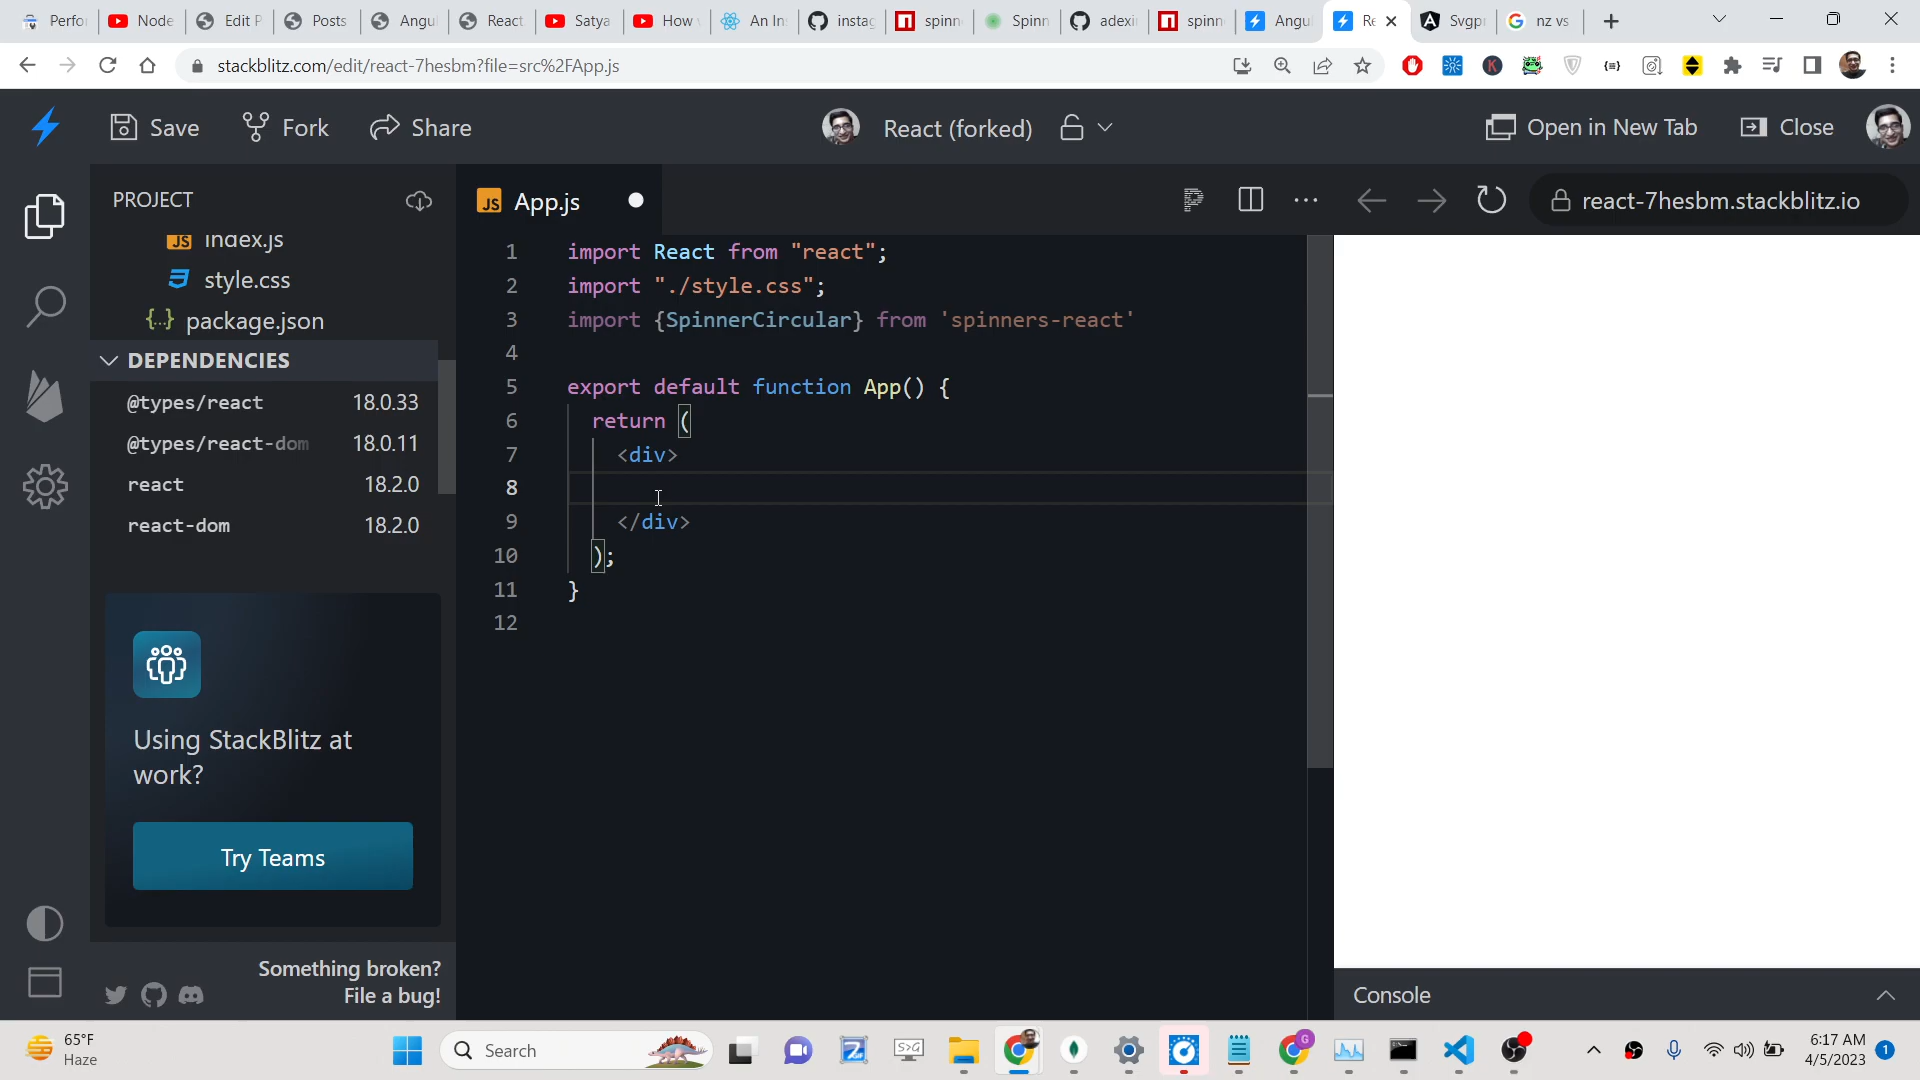 Perfo Node Edit P Posts Angu React Satya How An In instag spinn Spinn adexi spinn Angu Re Svgp nz vs
stackblitz.com/edit/react-7hesbm?file=src%2FApp.js
Save Fork Share React (forked) Open in New Tab Close
PROJECT JS App.js react-7hesbm.stackblitz.io
JS index.js
style.css
{..} package.json
DEPENDENCIES
@types/react 18.0.33
@types/react-dom 18.0.11
react 18.2.0
react-dom 18.2.0
1 import React from "react";
2 import "./style.css";
3 import {SpinnerCircular} from 'spinners-react'
4
5 export default function App() {
6 return (
7 <div>
8
9 </div>
10 );
11 }
12
Using StackBlitz at
work?
Try Teams
Something broken?
File a bug!
Console
65°F
Haze
Search
6:17 AM
4/5/2023
1